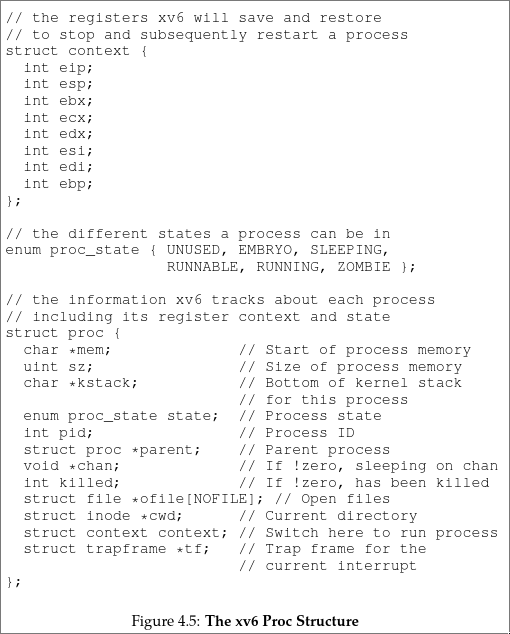 // the registers xv6 will save and restore
// to stop and subsequently restart a process
struct context {
  int eip;
  int esp;
  int ebx;
  int ecx;
  int edx;
  int esi;
  int edi;
  int ebp;
};

// the different states a process can be in
enum proc_state { UNUSED, EMBRYO, SLEEPING,
                  RUNNABLE, RUNNING, ZOMBIE };

// the information xv6 tracks about each process
// including its register context and state
struct proc {
  char *mem;              // Start of process memory
  uint sz;                // Size of process memory
  char *kstack;           // Bottom of kernel stack
                          // for this process
  enum proc_state state;  // Process state
  int pid;                // Process ID
  struct proc *parent;    // Parent process
  void *chan;             // If !zero, sleeping on chan
  int killed;             // If !zero, has been killed
  struct file *ofile[NOFILE]; // Open files
  struct inode *cwd;      // Current directory
  struct context context; // Switch here to run process
  struct trapframe *tf;   // Trap frame for the
                          // current interrupt
};

Figure 4.5: The xv6 Proc Structure